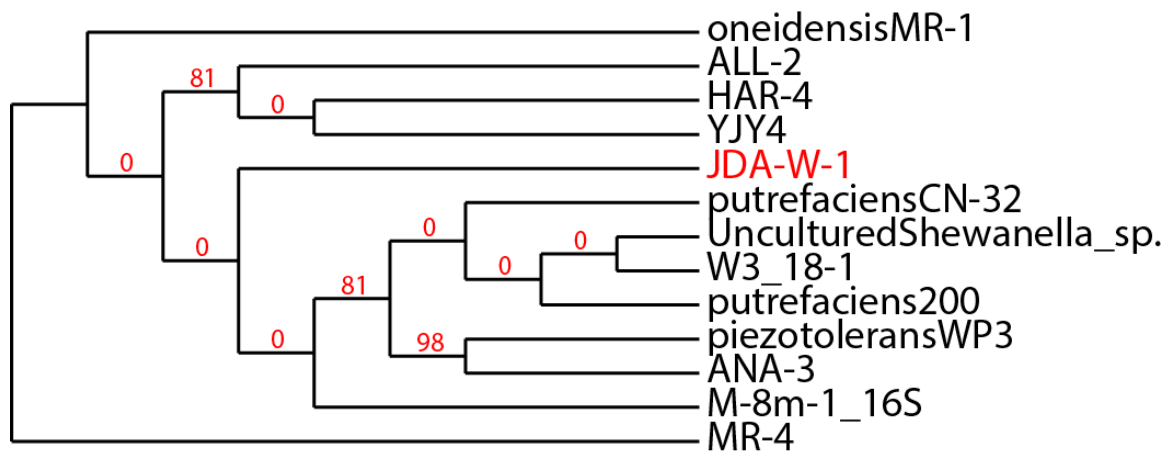 oneidensisMR-1
81
ALL-2
0
HAR-4
YJY4
0
JDA-W-1
0
putrefaciensCN-32
0
0
UnculturedShewanella_sp.
0
W3_18-1
81
putrefaciens200
0
98
piezotoleransWP3
ANA-3
M-8m-1_16S
MR-4